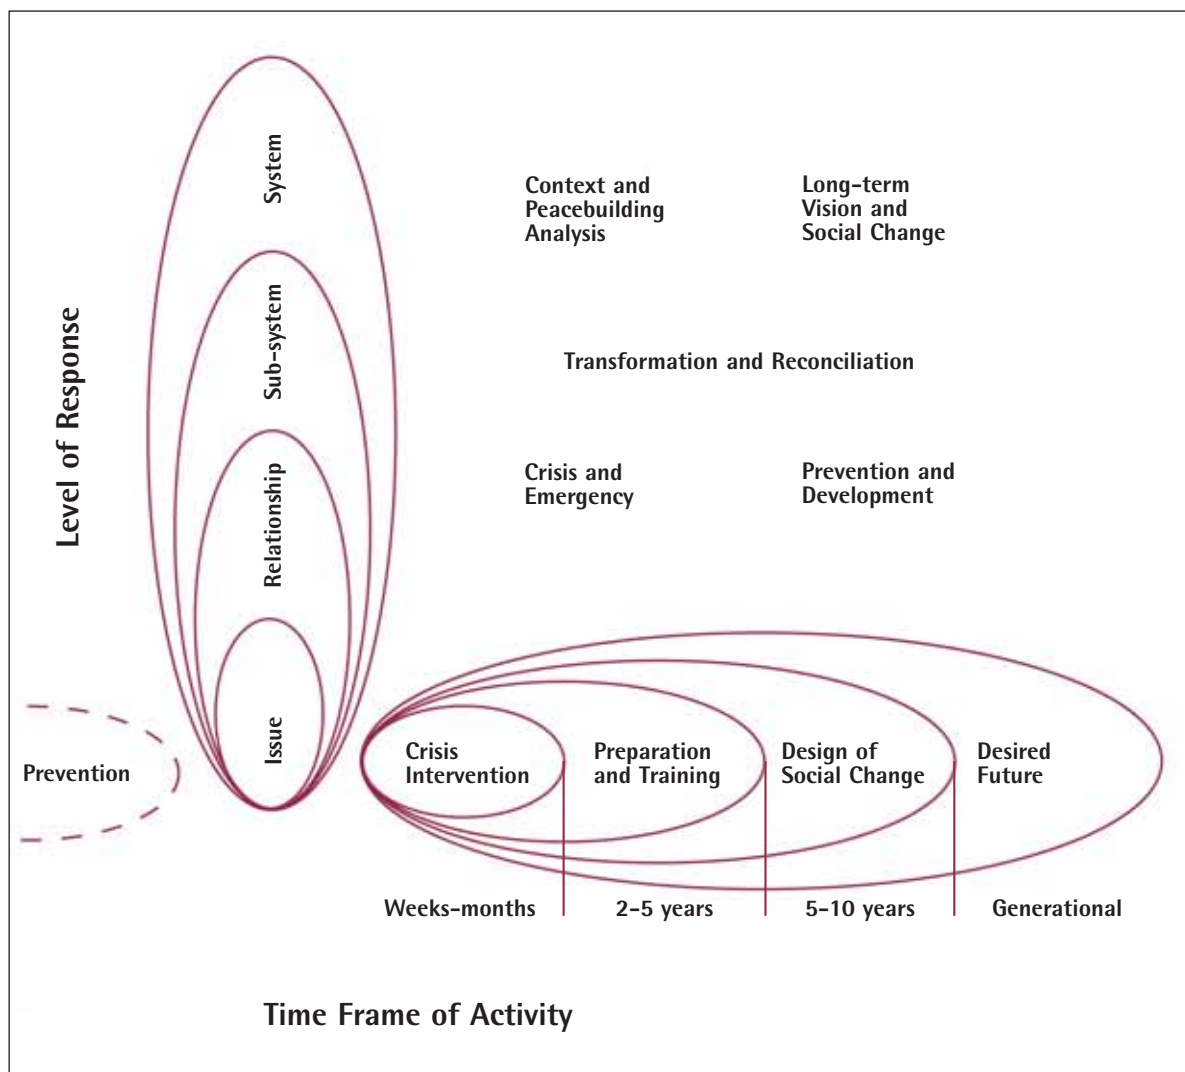 System
Sub-system
Relationship
Issue
Level of Response
Context and
Peacebuilding
Analysis
Long-term
Vision and
Social Change
Transformation and Reconciliation
Crisis and
Emergency
Prevention and
Development
Prevention
Crisis
Intervention
Preparation
and Training
Design of
Social Change
Desired
Future
Weeks-months
2-5 years
5-10 years
Generational
Time Frame of Activity